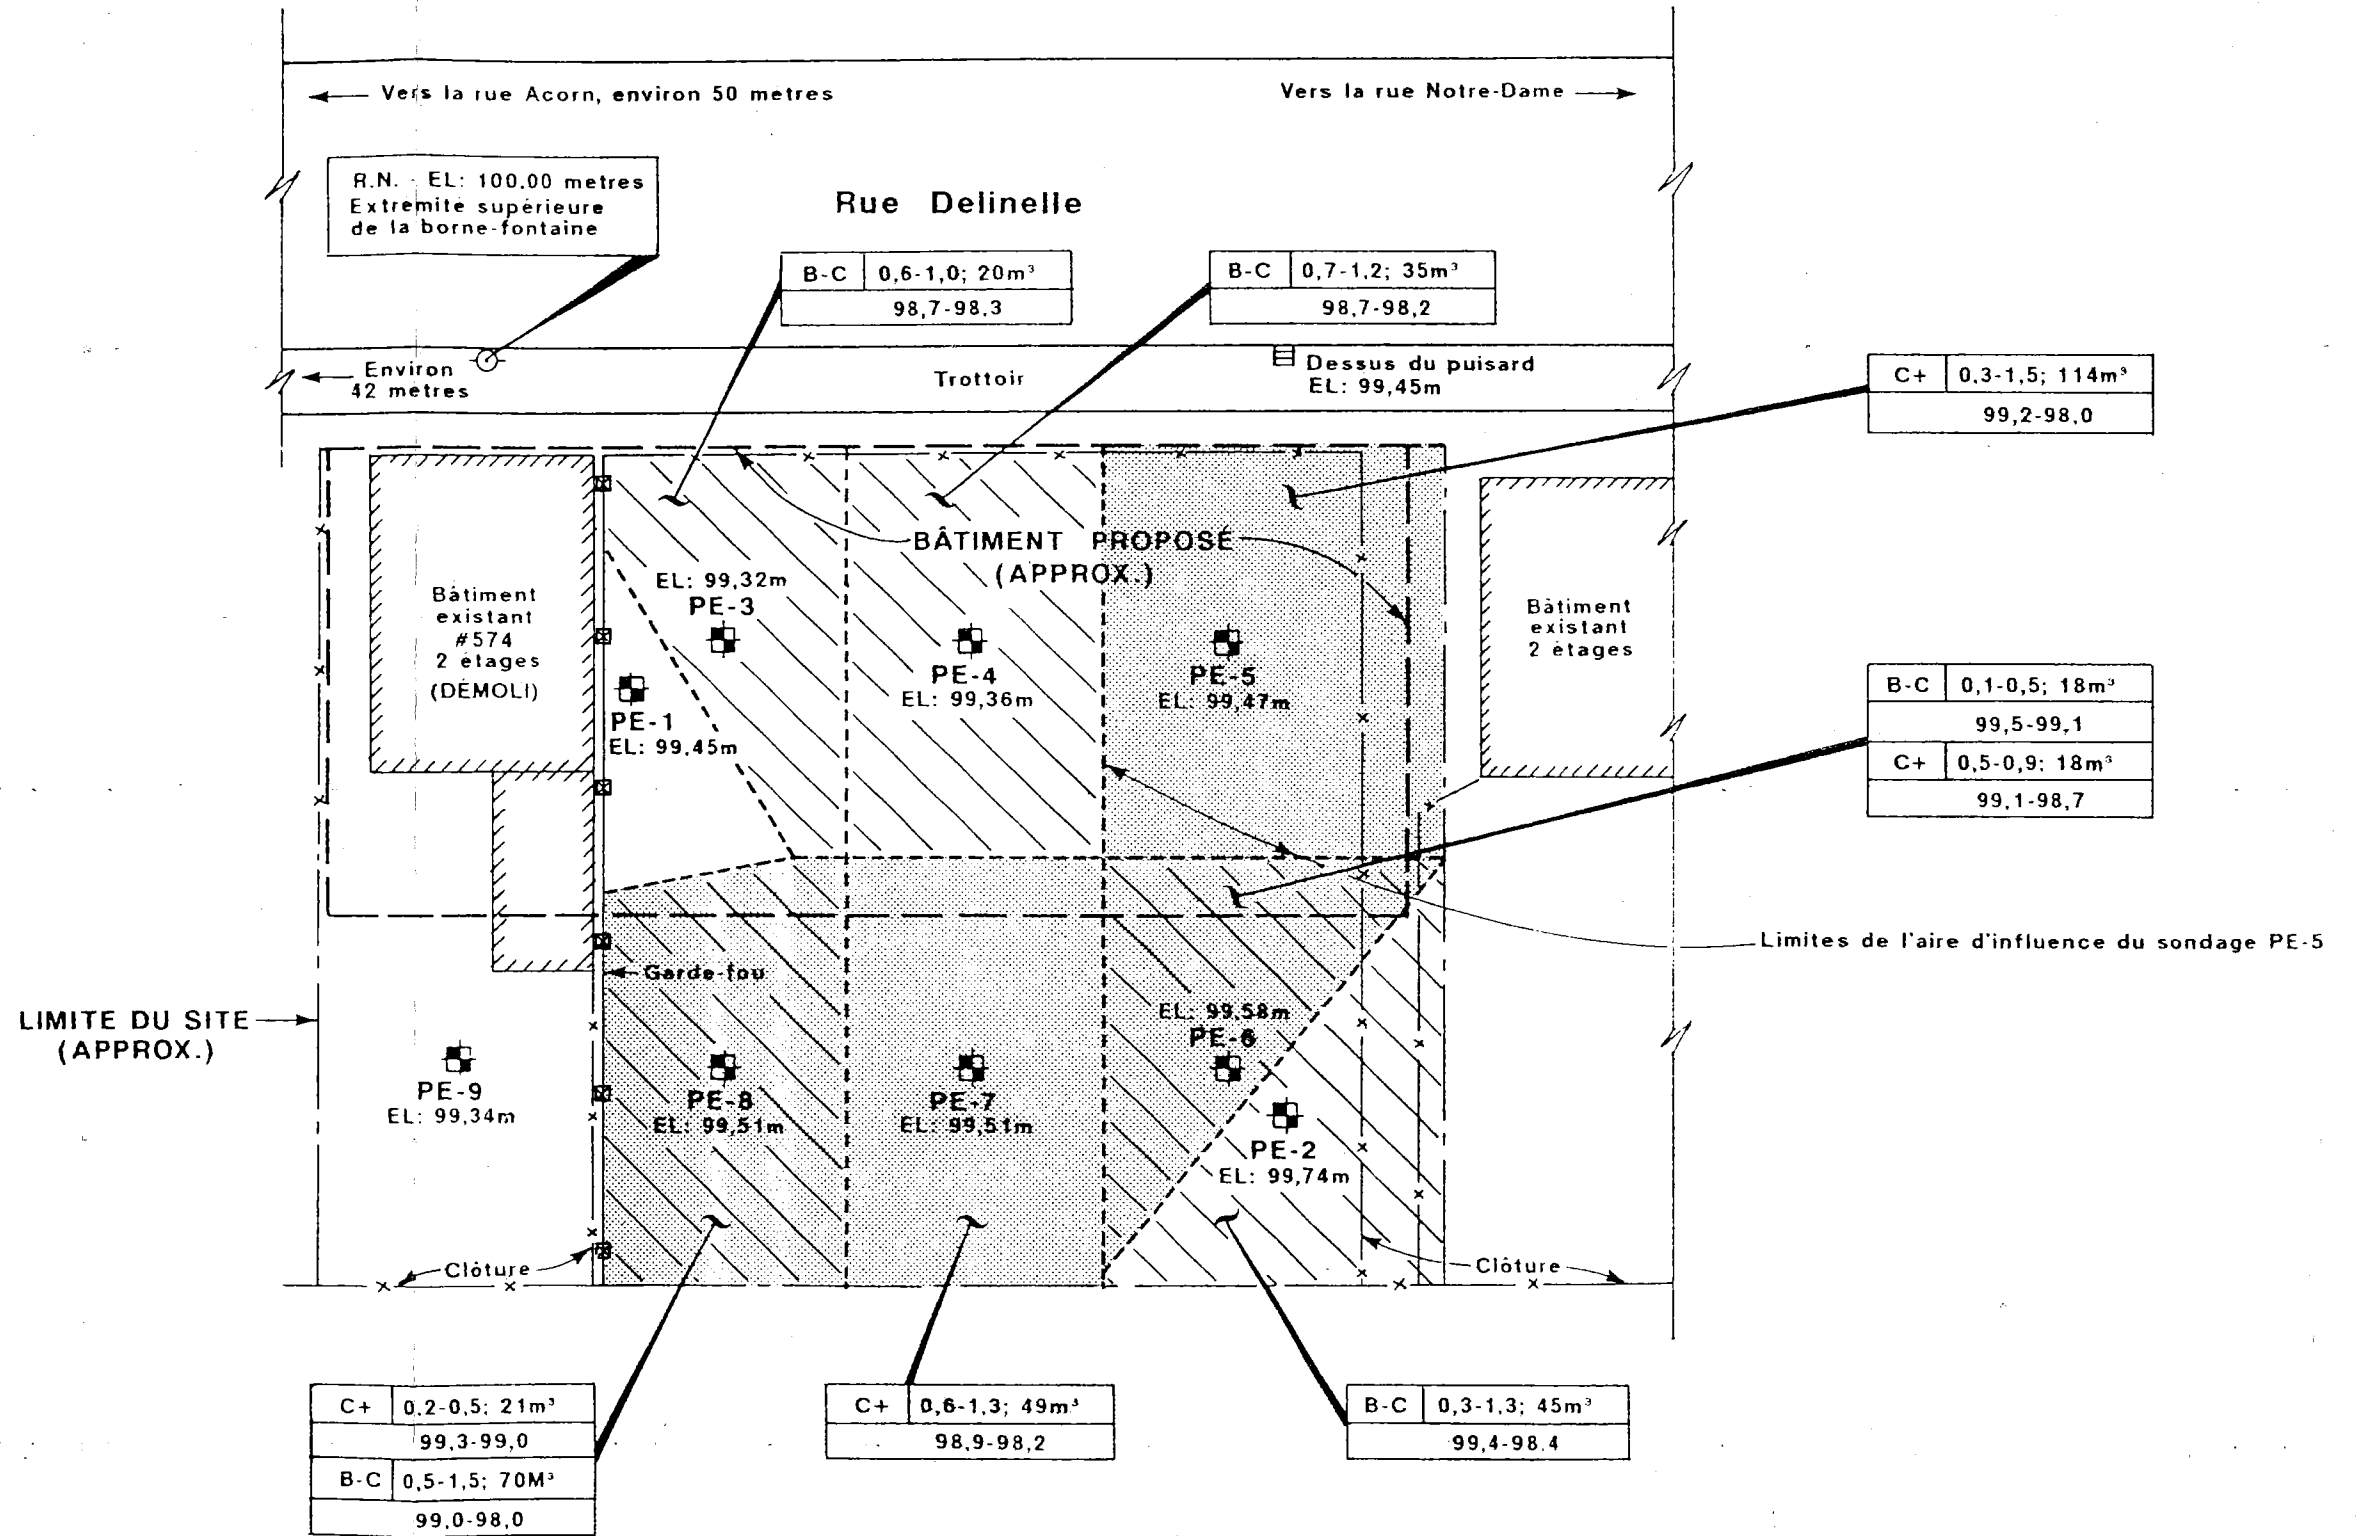 Vers la rue Acorn, environ 50 metres
Vers la rue Notre-Dame
R.N. - EL: 100.00 metres
Extremité supérieure
de la borne-fontaine
Rue Delinelle
B-C 0,6-1,0; 20m³
98,7-98,3
B-C 0,7-1,2; 35m³
98,7-98,2
Environ
42 metres
Trottoir
Dessus du puisard
EL: 99,45m
C+ 0,3-1,5; 114m³
99,2-98,0
BÂTIMENT PROPOSÉ
(APPROX.)
Bâtiment
existant
#574
2 étages
(DÉMOLI)
EL: 99,32m
PE-3
PE-1
EL: 99,45m
PE-4
EL: 99,36m
PE-5
EL: 99,47m
Bâtiment
existant
2 étages
B-C 0,1-0,5; 18m³
99,5-99,1
C+ 0,5-0,9; 18m³
99,1-98,7
Limites de l'aire d'influence du sondage PE-5
Garde-fou
LIMITE DU SITE
(APPROX.)
EL: 99,58m
PE-6
PE-9
EL: 99,34m
PE-8
EL: 99,51m
PE-7
EL: 99,51m
PE-2
EL: 99,74m
Clôture
Clôture
C+ 0,2-0,5; 21m³
99,3-99,0
B-C 0,5-1,5; 70M³
99,0-98,0
C+ 0,6-1,3; 49m³
98,9-98,2
B-C 0,3-1,3; 45m³
99,4-98,4